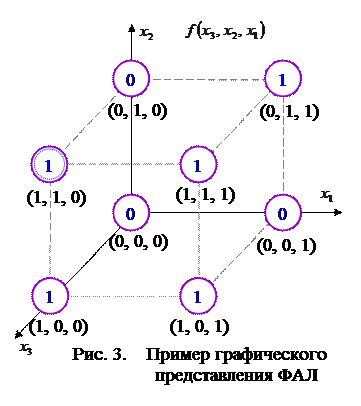 x₂ f(x₃, x₂, x₁)
0 1
(0, 1, 0) (0, 1, 1)
1 1
(1, 1, 0) (1, 1, 1)
x₁
0 0
(0, 0, 0) (0, 0, 1)
1 1
(1, 0, 0) (1, 0, 1)
x₃
Рис. 3. Пример графического
представления ФАЛ